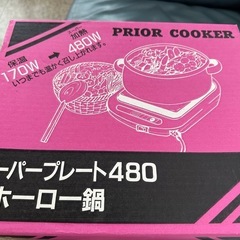 PRIOR COOKER
保温 170W → 加熱 480W
いつまでも温かく召し上がれます。
ーパープレート480
ホーロー鍋